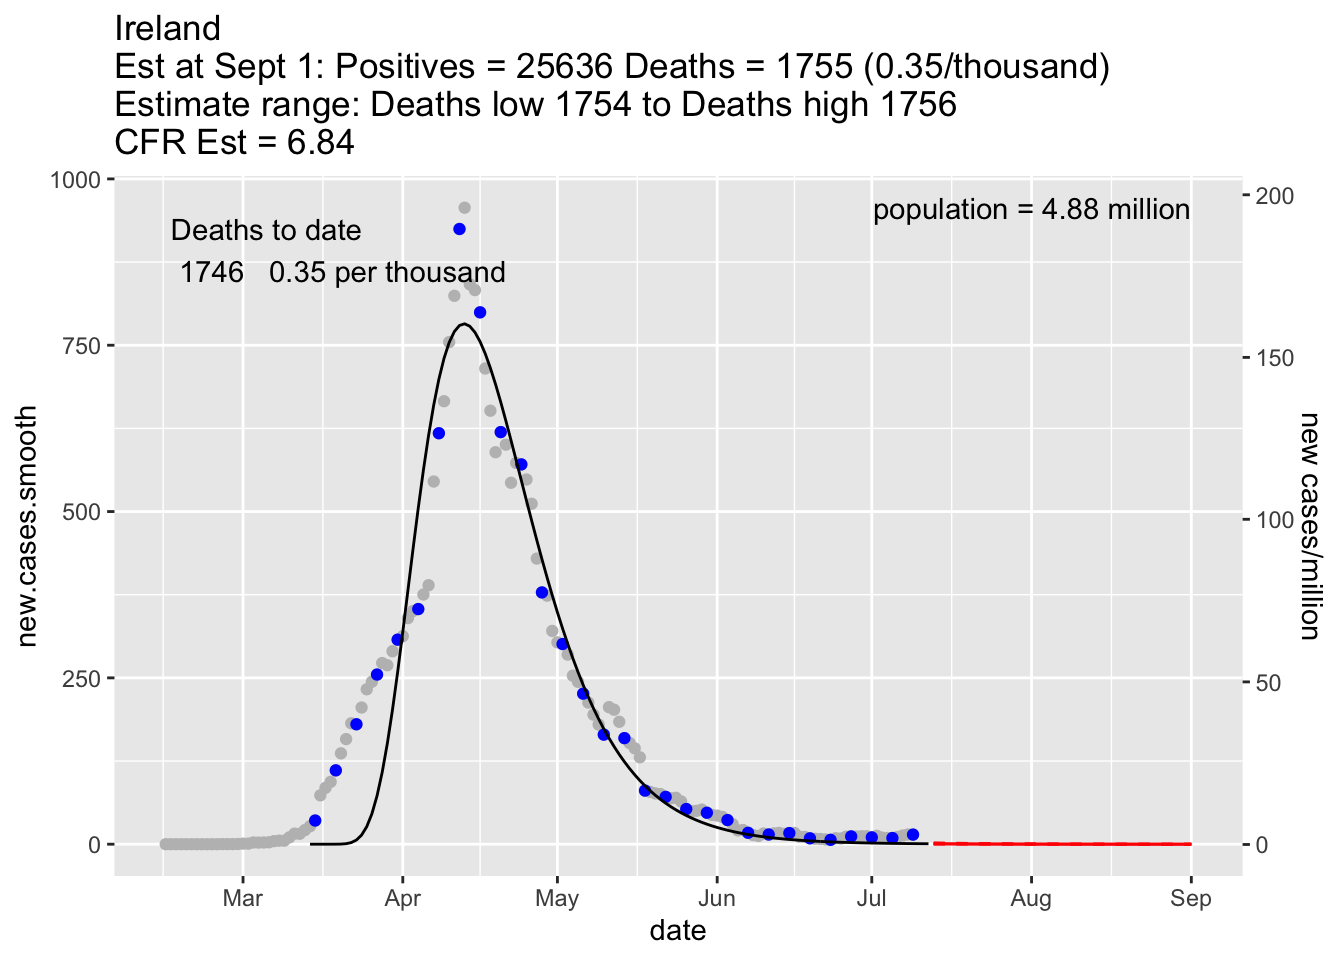 Ireland
Est at Sept 1: Positives = 25636 Deaths = 1755 (0.35/thousand)
Estimate range: Deaths low 1754 to Deaths high 1756
CFR Est = 6.84
1000
750
500
250
0
new.cases.smooth
Deaths to date
1746 0.35 per thousand
population = 4.88 million
200
150
100
50
0
new cases/million
Mar Apr May Jun Jul Aug Sep
date